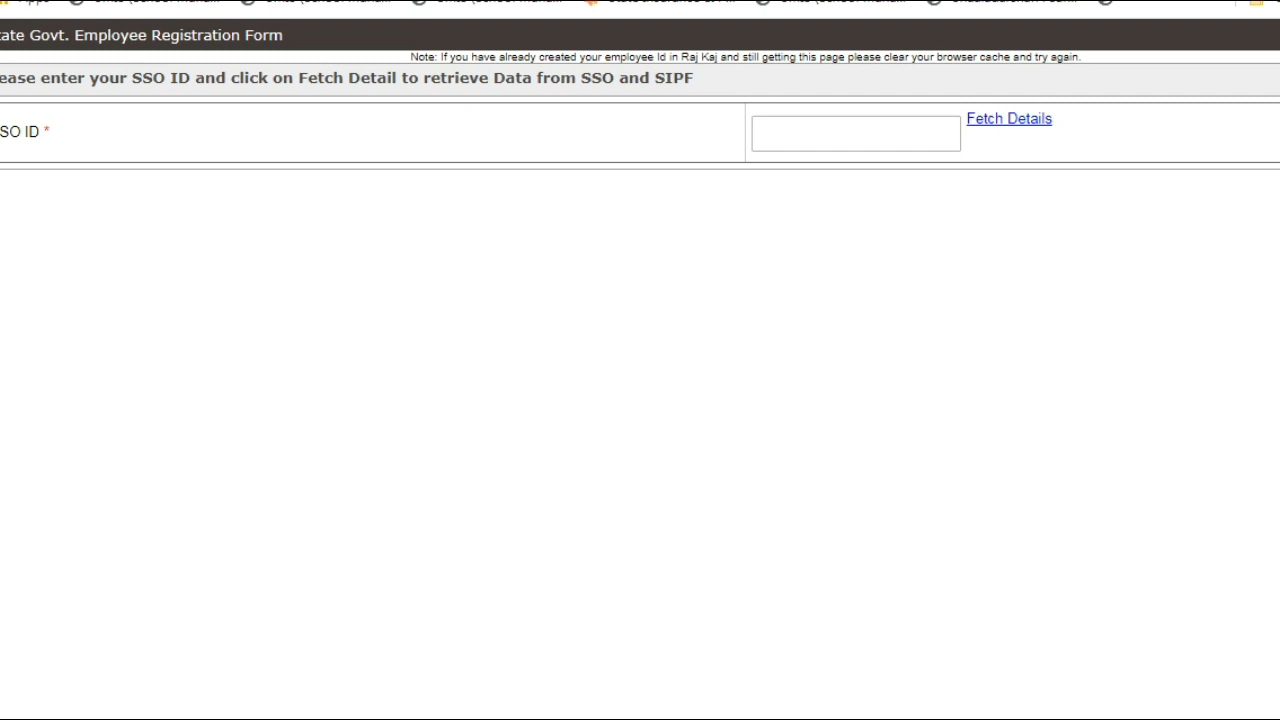 ate Govt. Employee Registration Form
Note: If you have already created your employee Id in Raj Kaj and still getting this page please clear your browser cache and try again.
ease enter your SSO ID and click on Fetch Detail to retrieve Data from SSO and SIPF
SO ID *
Fetch Details